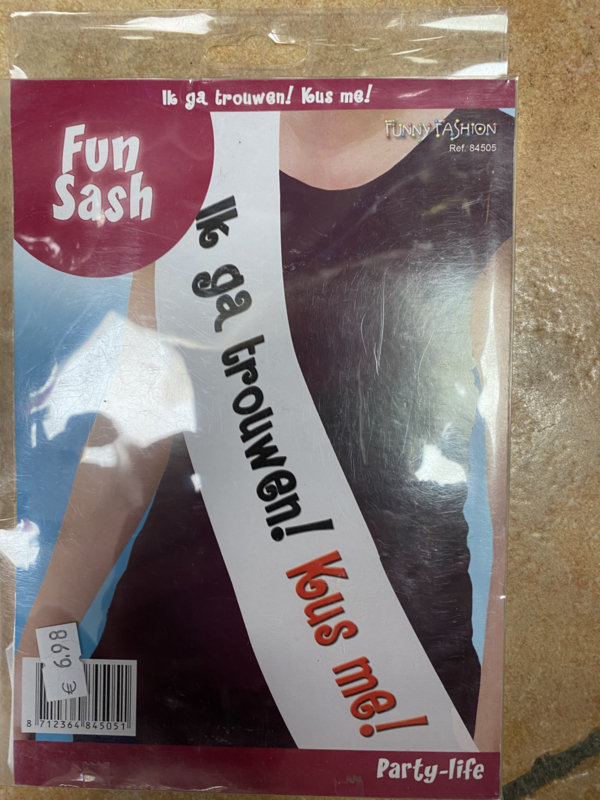 Ik ga trouwen! Kus me!
FUNNY FASHION
Ref. 84505
Fun
Sash
Ik ga trouwen! Kus me!
€ 6.98
8 712364 845051
Party-life